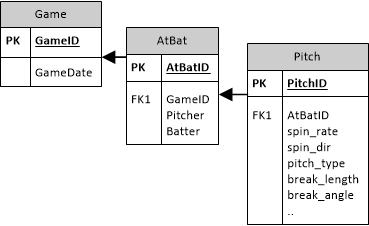 Game
PK GameID
GameDate
AtBat
PK AtBatID
FK1 GameID
Pitcher
Batter
Pitch
PK PitchID
FK1 AtBatID
spin_rate
spin_dir
pitch_type
break_length
break_angle
..